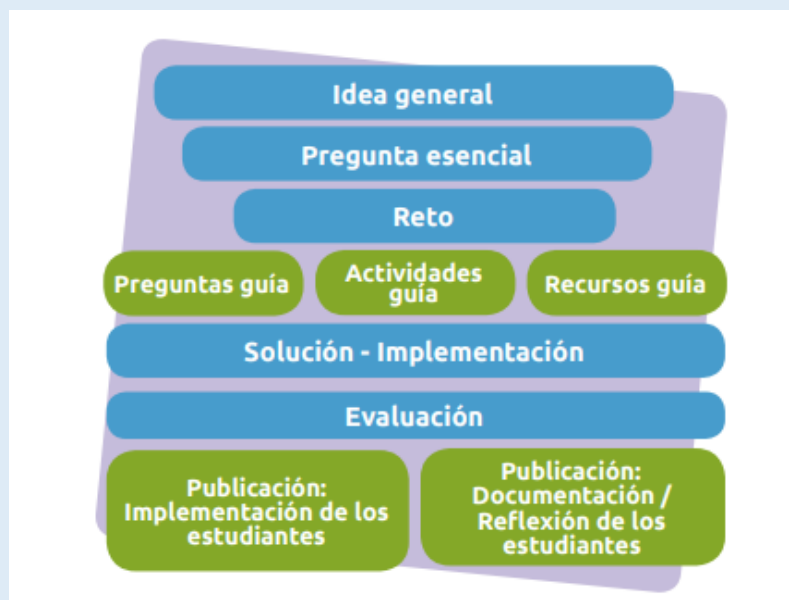 Idea general
Pregunta esencial
Reto
Preguntas guía
Actividades
guía
Recursos guía
Solución - Implementación
Evaluación
Publicación:
Implementación de los
estudiantes
Publicación:
Documentación /
Reflexión de los
estudiantes